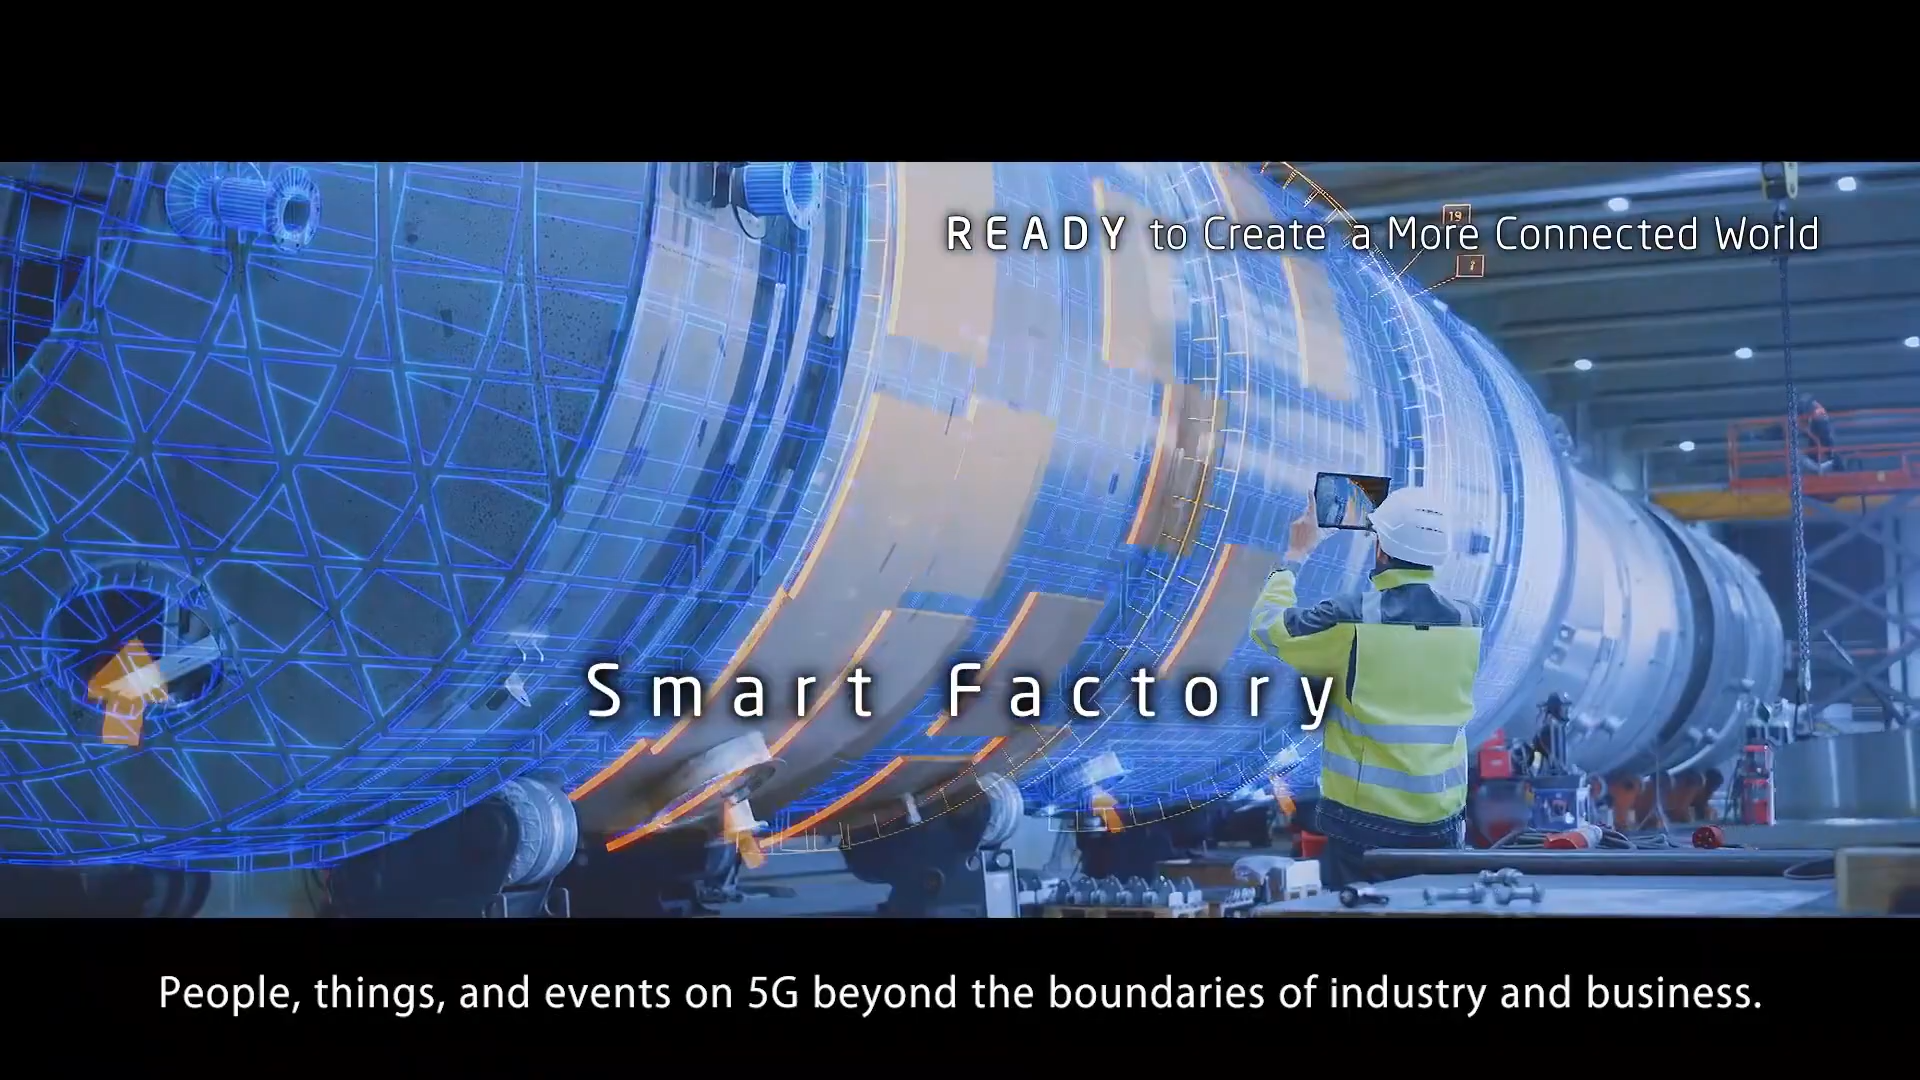 READY to Create a More Connected World
19
Smart Factory
People, things, and events on 5G beyond the boundaries of industry and business.